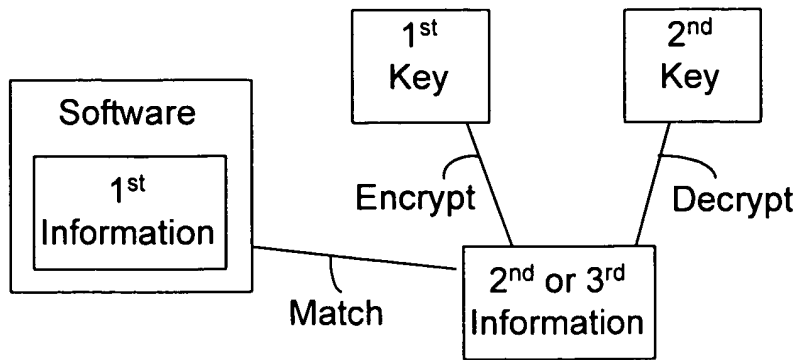 Software
1st
Information
1st
Key
2nd
Key
Encrypt
Decrypt
Match
2nd or 3rd
Information